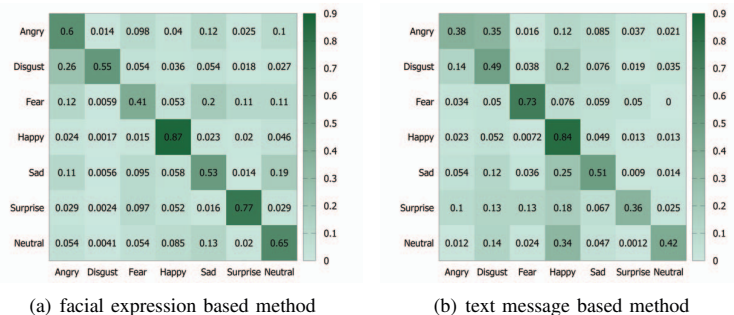 Angry 0.6 0.014 0.098 0.04 0.12 0.025 0.1
Disgust 0.26 0.55 0.054 0.036 0.054 0.018 0.027
Fear 0.12 0.0059 0.41 0.053 0.2 0.11 0.11
Happy 0.024 0.0017 0.015 0.87 0.023 0.02 0.046
Sad 0.11 0.0056 0.095 0.058 0.53 0.014 0.19
Surprise 0.029 0.0024 0.097 0.052 0.016 0.77 0.029
Neutral 0.054 0.0041 0.054 0.085 0.13 0.02 0.65
Angry Disgust Fear Happy Sad Surprise Neutral
0.9
0.8
0.7
0.6
0.5
0.4
0.3
0.2
0.1
0
(a) facial expression based method
Angry 0.38 0.35 0.016 0.12 0.085 0.037 0.021
Disgust 0.14 0.49 0.038 0.2 0.076 0.019 0.035
Fear 0.034 0.05 0.73 0.076 0.059 0.05 0
Happy 0.023 0.052 0.0072 0.84 0.049 0.013 0.013
Sad 0.054 0.12 0.036 0.25 0.51 0.009 0.014
Surprise 0.1 0.13 0.13 0.18 0.067 0.36 0.025
Neutral 0.012 0.14 0.024 0.34 0.047 0.0012 0.42
Angry Disgust Fear Happy Sad Surprise Neutral
0.9
0.8
0.7
0.6
0.5
0.4
0.3
0.2
0.1
0
(b) text message based method